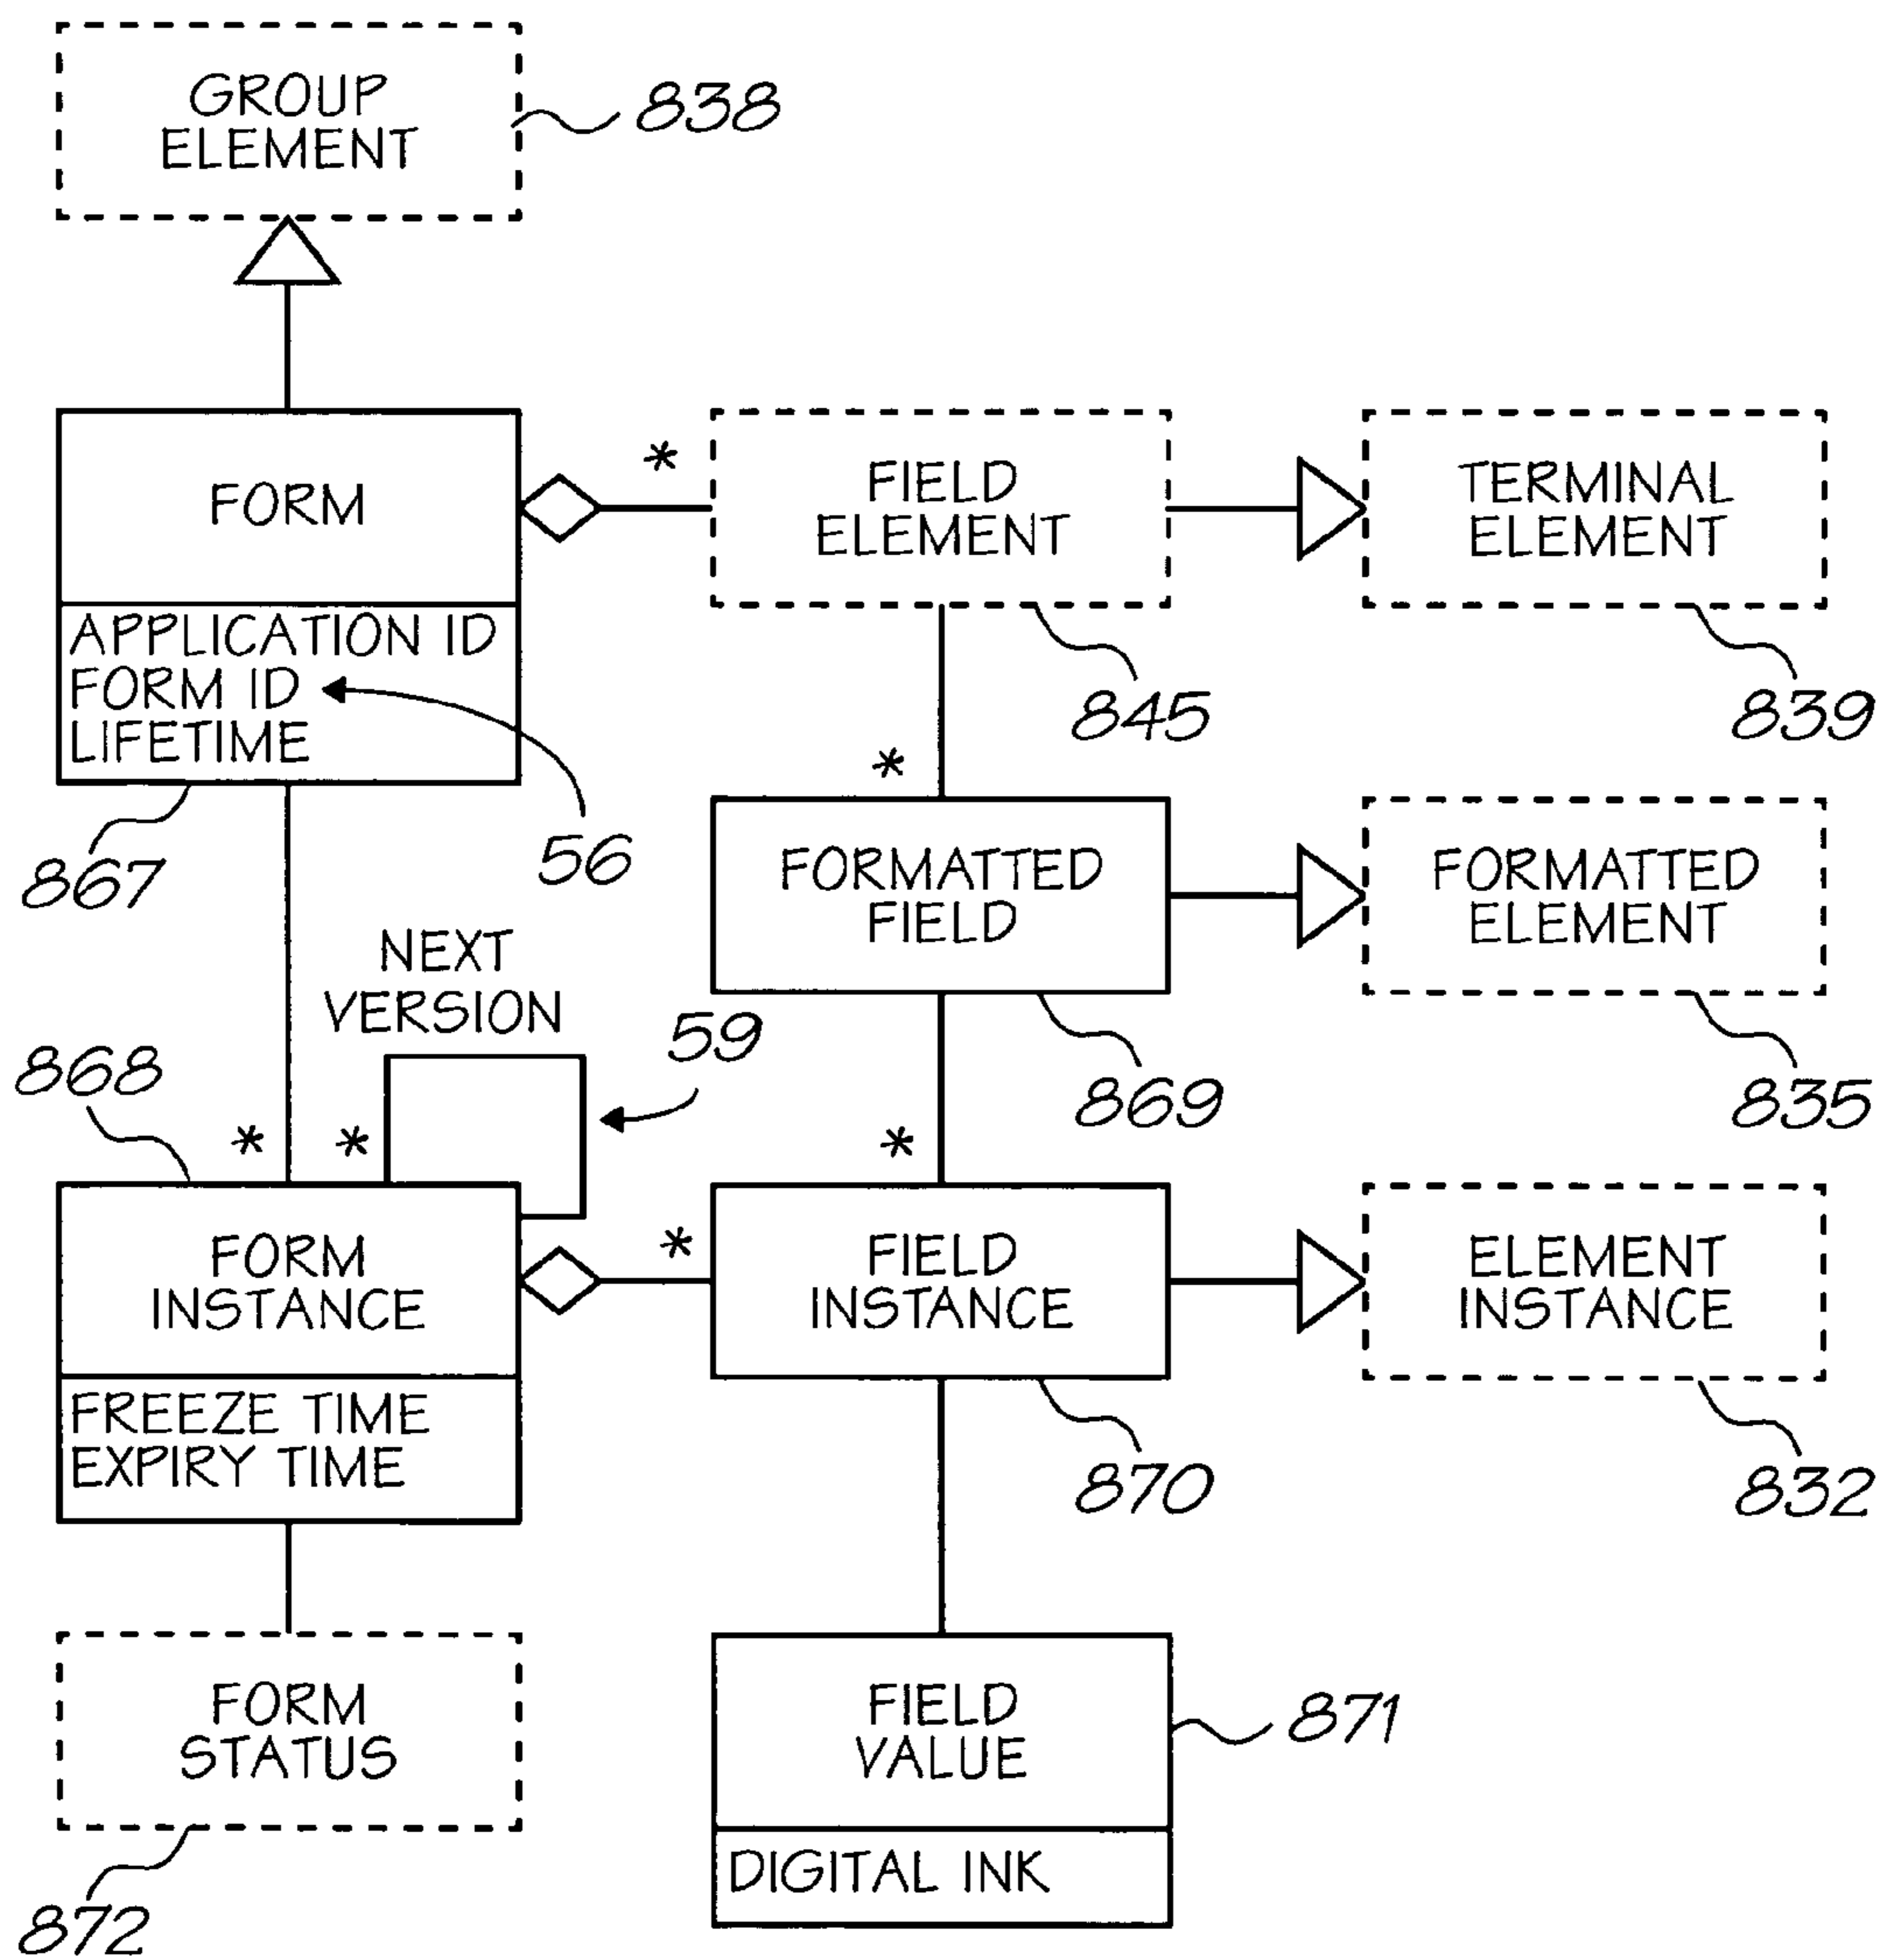 GROUP
ELEMENT
838
FORM
*
FIELD
ELEMENT
TERMINAL
ELEMENT
APPLICATION ID
FORM ID
LIFETIME
845
839
56
867
*
FORMATTED
FIELD
FORMATTED
ELEMENT
NEXT
VERSION
59
868
869
835
*
*
*
FORM
INSTANCE
*
FIELD
INSTANCE
ELEMENT
INSTANCE
FREEZE TIME
EXPIRY TIME
870
832
FORM
STATUS
FIELD
VALUE
871
DIGITAL INK
872